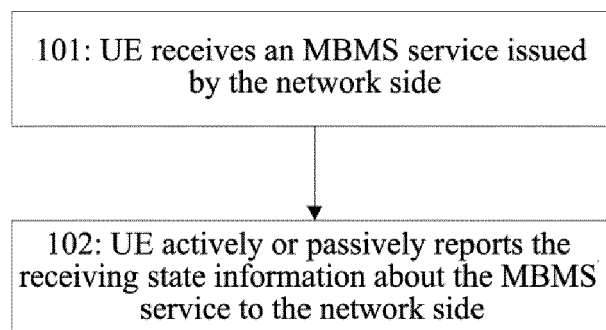 101: UE receives an MBMS service issued
by the network side
102: UE actively or passively reports the
receiving state information about the MBMS
service to the network side